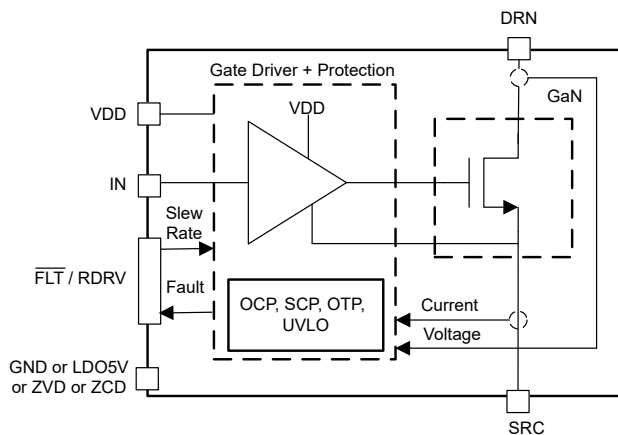 DRN
Gate Driver + Protection
GaN
VDD
VDD
IN
Slew
Rate
FLT / RDRV
Fault
OCP, SCP, OTP,
UVLO
Current
Voltage
GND or LDO5V
or ZVD or ZCD
SRC